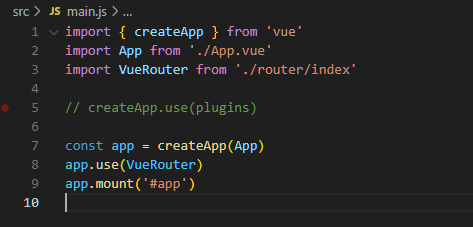 src > JS main.js > ...
1 import { createApp } from 'vue'
2 import App from './App.vue'
3 import VueRouter from './router/index'
4
5 // createApp.use(plugins)
6
7 const app = createApp(App)
8 app.use(VueRouter)
9 app.mount('#app')
10